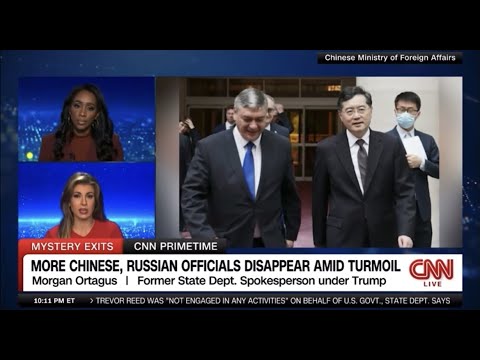 Chinese Ministry of Foreign Affairs
MYSTERY EXITS CNN PRIMETIME
MORE CHINESE, RUSSIAN OFFICIALS DISAPPEAR AMID TURMOIL
Morgan Ortagus | Former State Dept. Spokesperson under Trump
CNN
LIVE
10:11 PM ET > TREVOR REED WAS "NOT ENGAGED IN ANY ACTIVITIES" ON BEHALF OF U.S. GOVT., STATE DEPT. SAYS